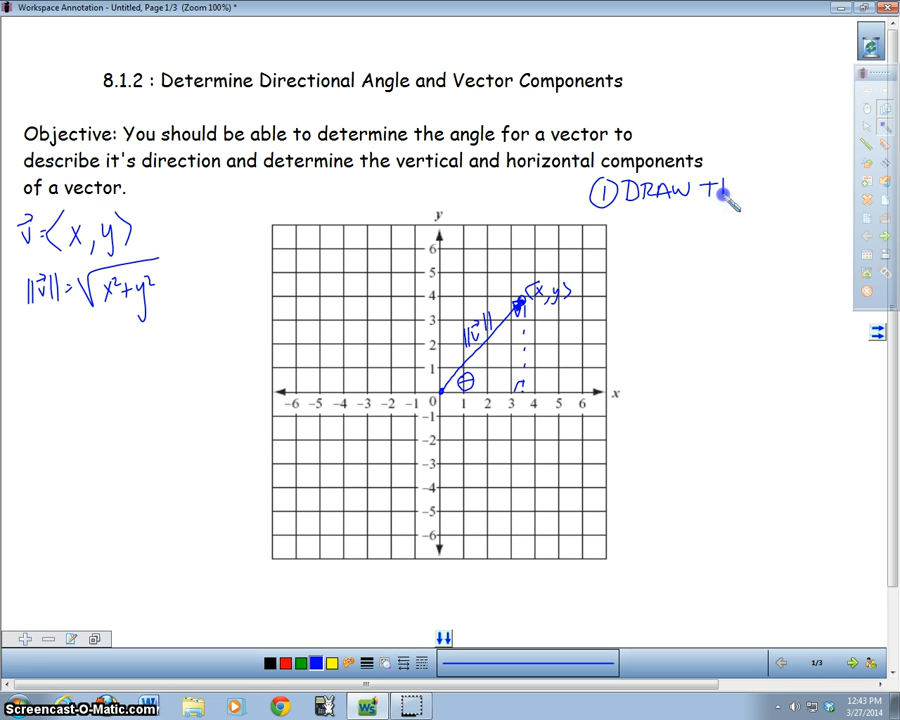 Workspace Annotation - Untitled, Page 1/3 (Zoom 100%) *
8.1.2 : Determine Directional Angle and Vector Components
Objective: You should be able to determine the angle for a vector to
describe it's direction and determine the vertical and horizontal components
of a vector.
① DRAW TH
v⃗ = ⟨x, y⟩
||v⃗|| = √x²+y²
y
6
5
4
3
2
1
⟨x, y⟩
||v⃗||
θ
-6 -5 -4 -3 -2 -1 0 1 2 3 4 5 6 x
-1
-2
-3
-4
-5
-6
1/3
W
Ws
Screencast-O-Matic.com
12:43 PM
3/27/2014